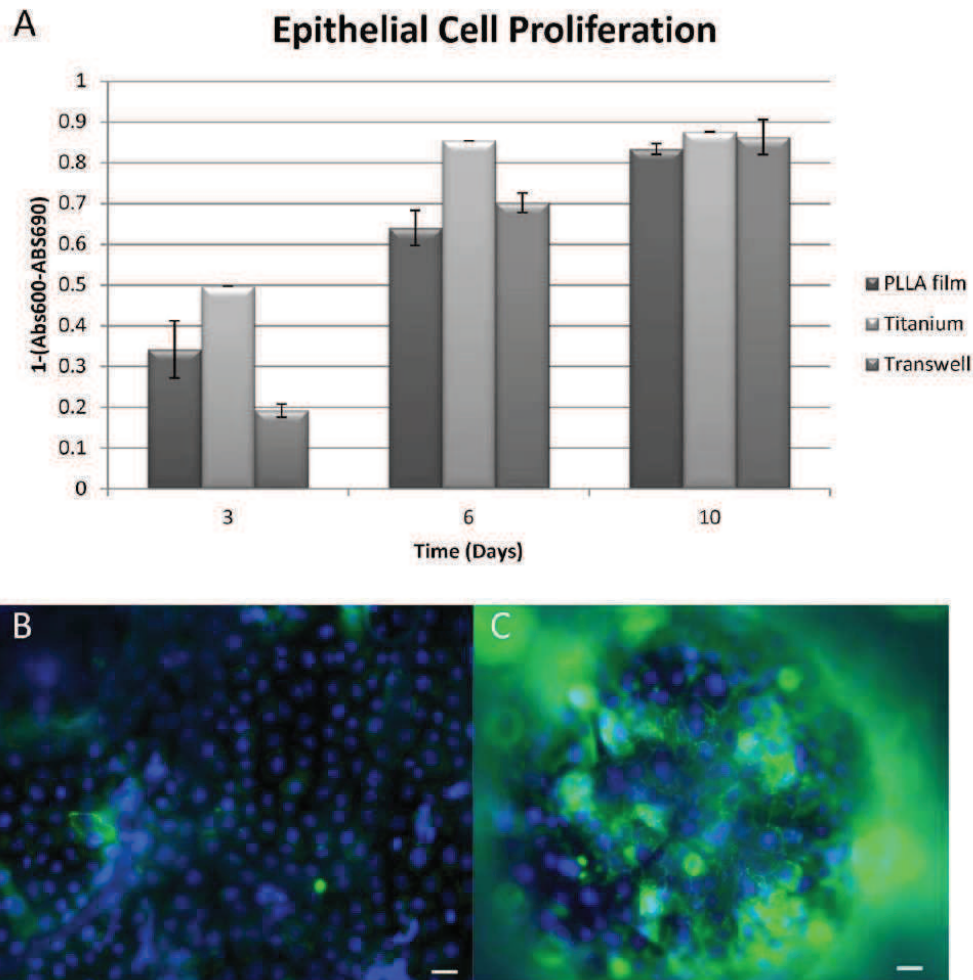 A
Epithelial Cell Proliferation
1
0.9
0.8
0.7
0.6
0.5
0.4
0.3
0.2
0.1
0
1-(Abs600-ABS690)
3 6 10
Time (Days)
PLLA film
Titanium
Transwell
B
C